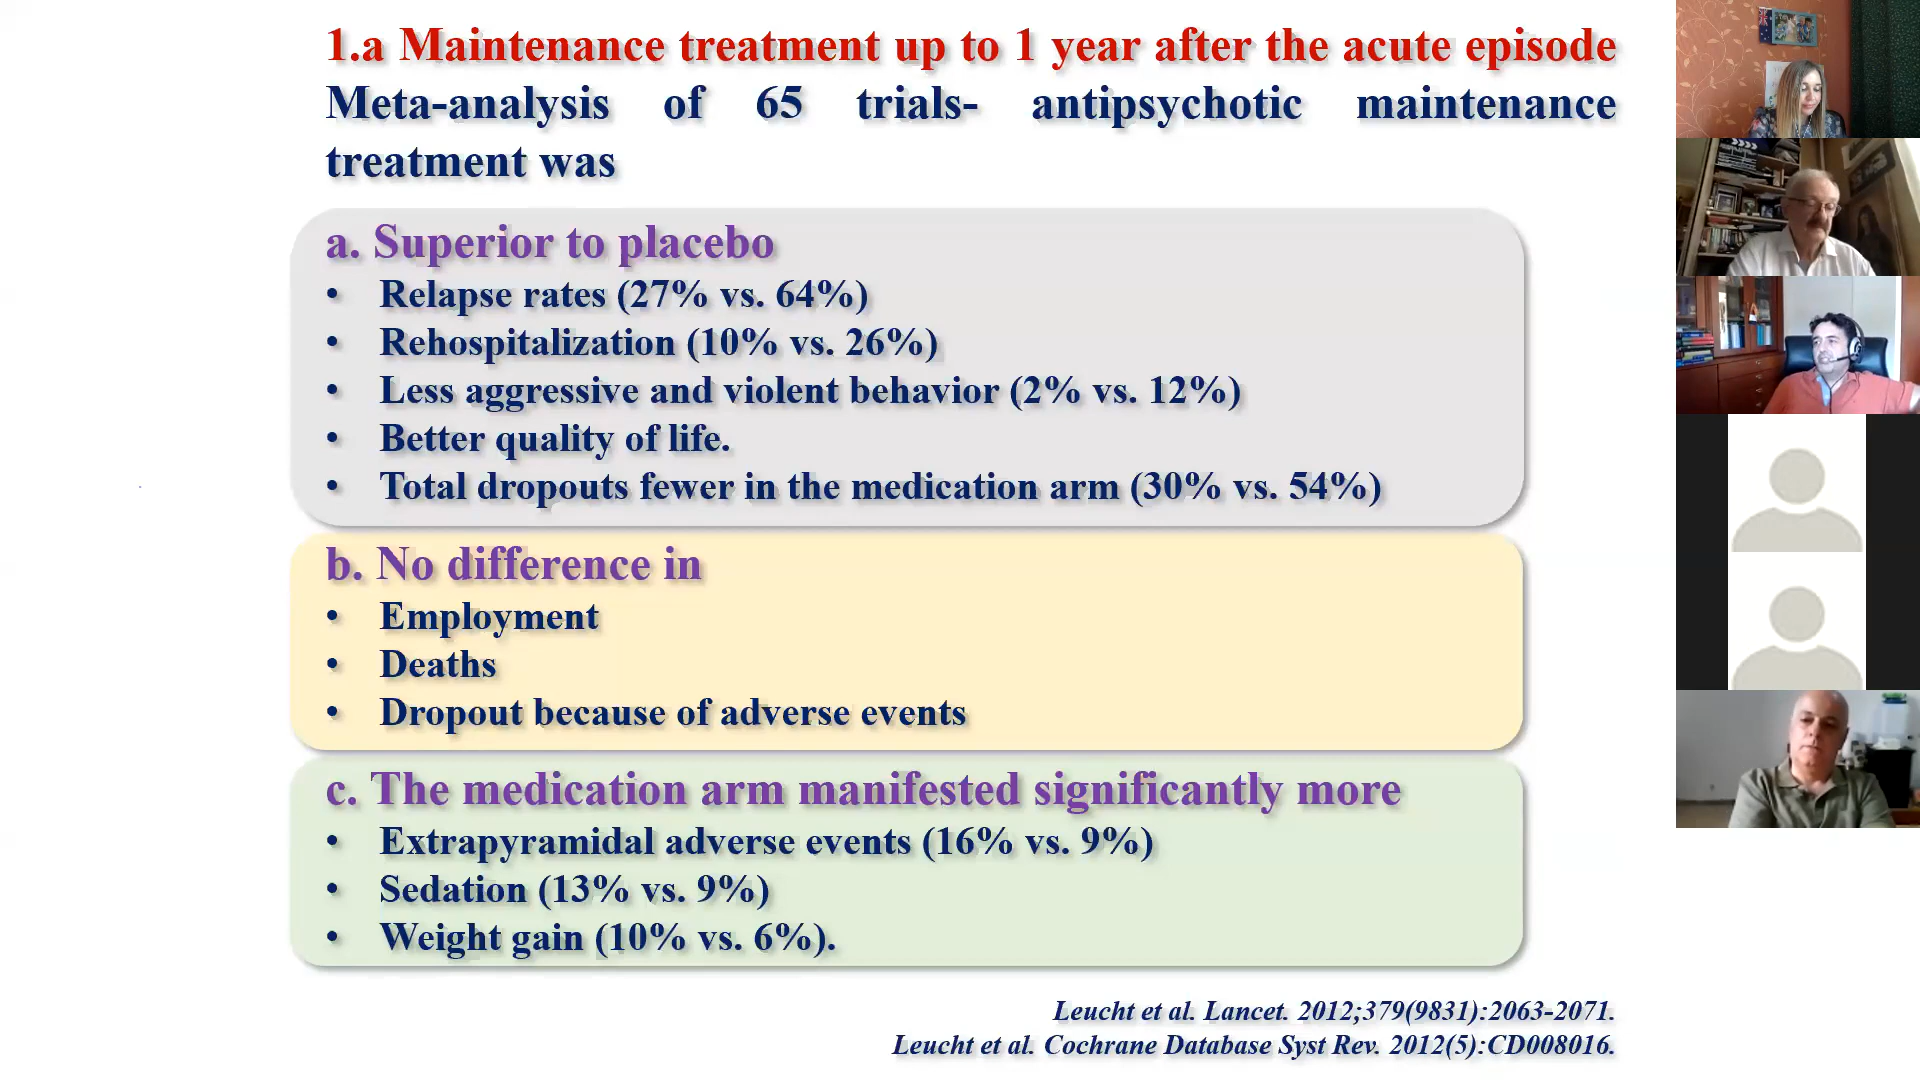 1.a Maintenance treatment up to 1 year after the acute episode
Meta-analysis of 65 trials- antipsychotic maintenance
treatment was
a. Superior to placebo
• Relapse rates (27% vs. 64%)
• Rehospitalization (10% vs. 26%)
• Less aggressive and violent behavior (2% vs. 12%)
• Better quality of life.
• Total dropouts fewer in the medication arm (30% vs. 54%)
b. No difference in
• Employment
• Deaths
• Dropout because of adverse events
c. The medication arm manifested significantly more
• Extrapyramidal adverse events (16% vs. 9%)
• Sedation (13% vs. 9%)
• Weight gain (10% vs. 6%).
Leucht et al. Lancet. 2012;379(9831):2063-2071.
Leucht et al. Cochrane Database Syst Rev. 2012(5):CD008016.